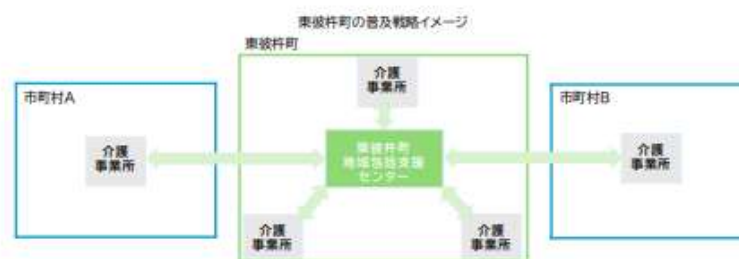 東彼杵町の普及戦略イメージ
東彼杵町
介護
事業所
市町村A
市町村B
介護
事業所
東彼杵町
地域包括支援
センター
介護
事業所
介護
事業所
介護
事業所